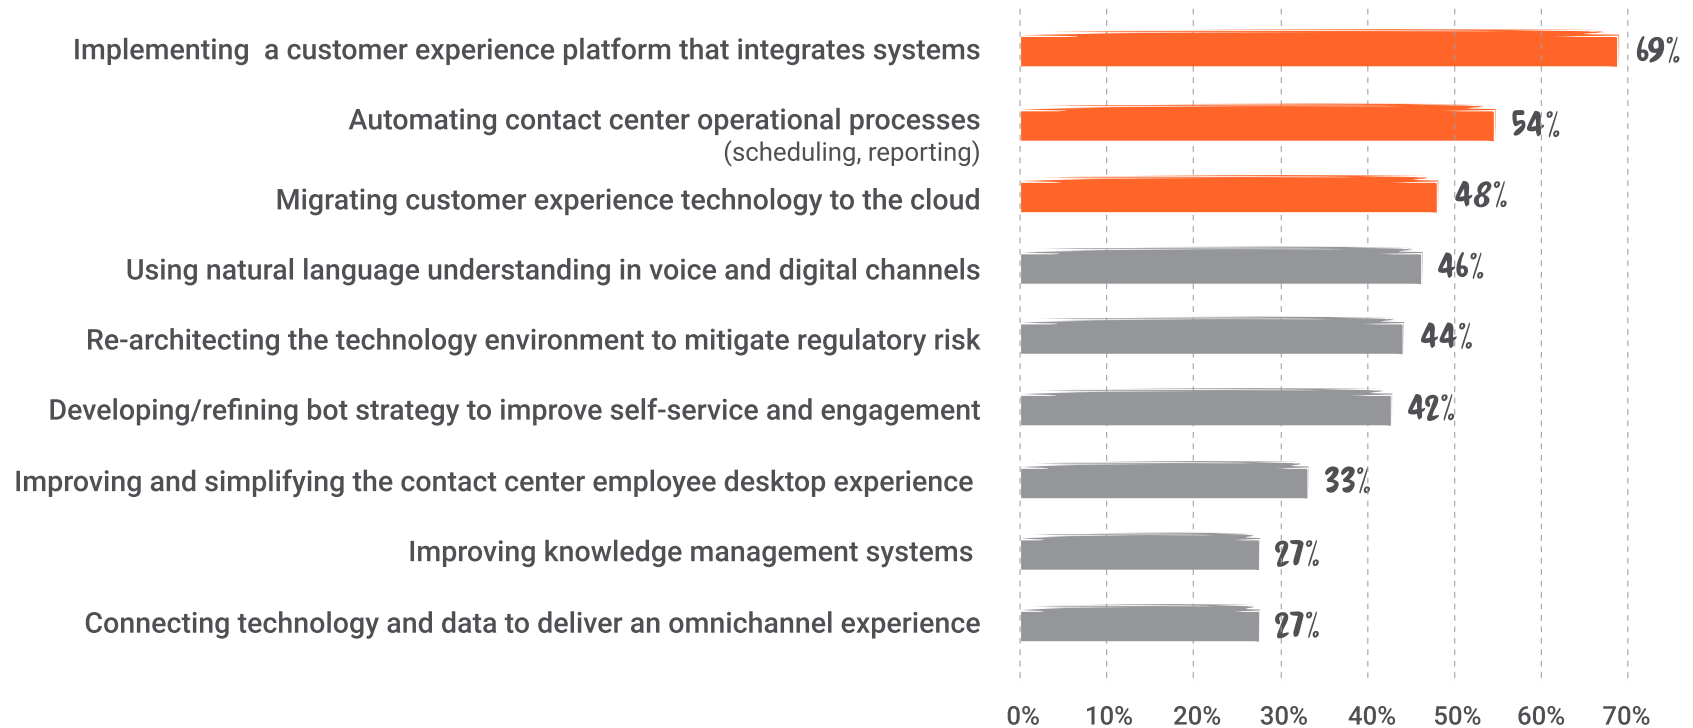 Implementing a customer experience platform that integrates systems 69%
Automating contact center operational processes 54%
(scheduling, reporting)
Migrating customer experience technology to the cloud 48%
Using natural language understanding in voice and digital channels 46%
Re-architecting the technology environment to mitigate regulatory risk 44%
Developing/refining bot strategy to improve self-service and engagement 42%
Improving and simplifying the contact center employee desktop experience 33%
Improving knowledge management systems 27%
Connecting technology and data to deliver an omnichannel experience 27%
0% 10% 20% 30% 40% 50% 60% 70%